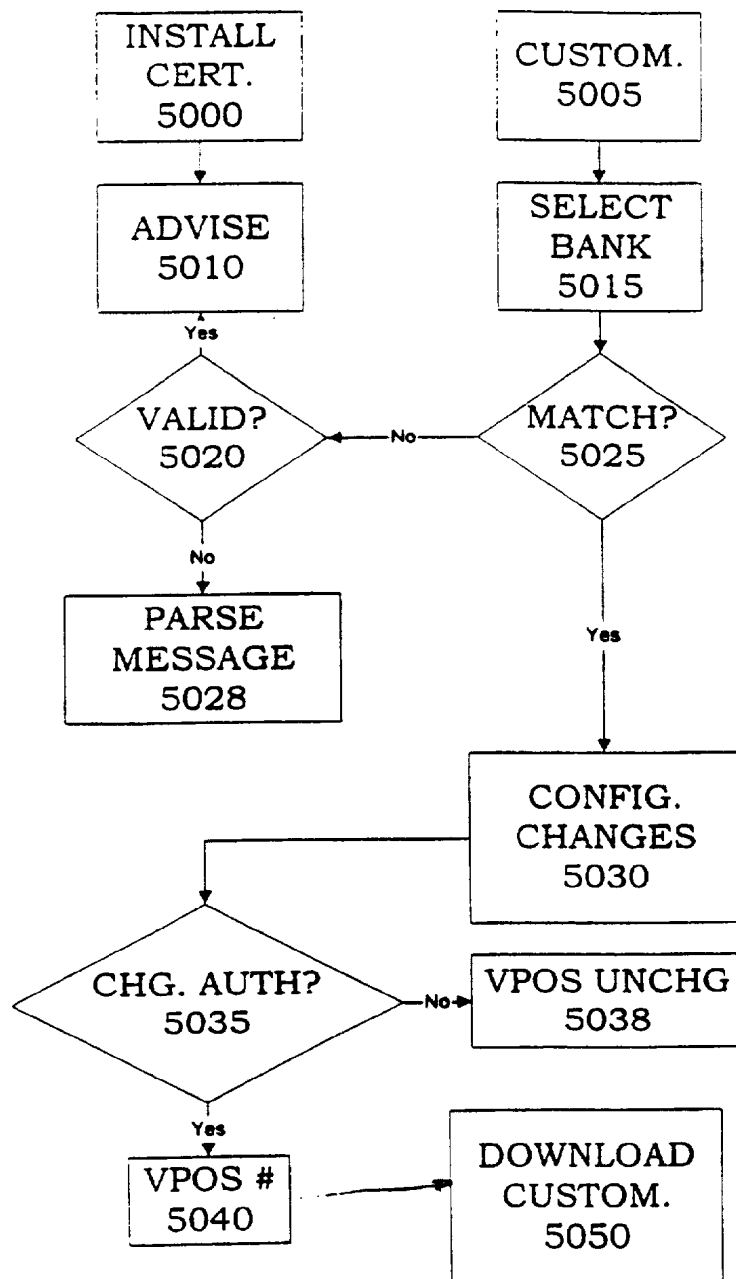 INSTALL
CERT.
5000
CUSTOM.
5005
ADVISE
5010
SELECT
BANK
5015
Yes
VALID?
5020
No
MATCH?
5025
No
PARSE
MESSAGE
5028
Yes
CONFIG.
CHANGES
5030
CHG. AUTH?
5035
No
VPOS UNCHG
5038
Yes
VPOS #
5040
DOWNLOAD
CUSTOM.
5050